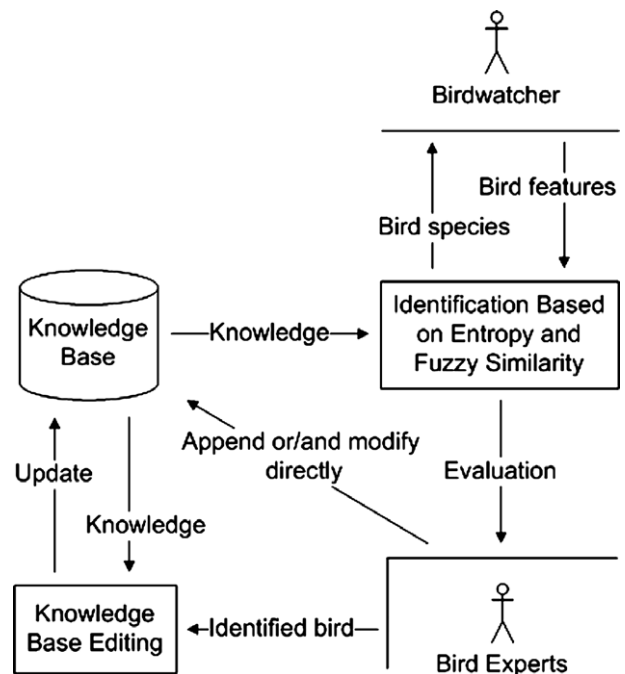 Birdwatcher
Bird features
Bird species
Knowledge
Base
Knowledge
Identification Based
on Entropy and
Fuzzy Similarity
Append or/and modify
directly
Evaluation
Update
Knowledge
Knowledge
Base Editing
Identified bird
Bird Experts